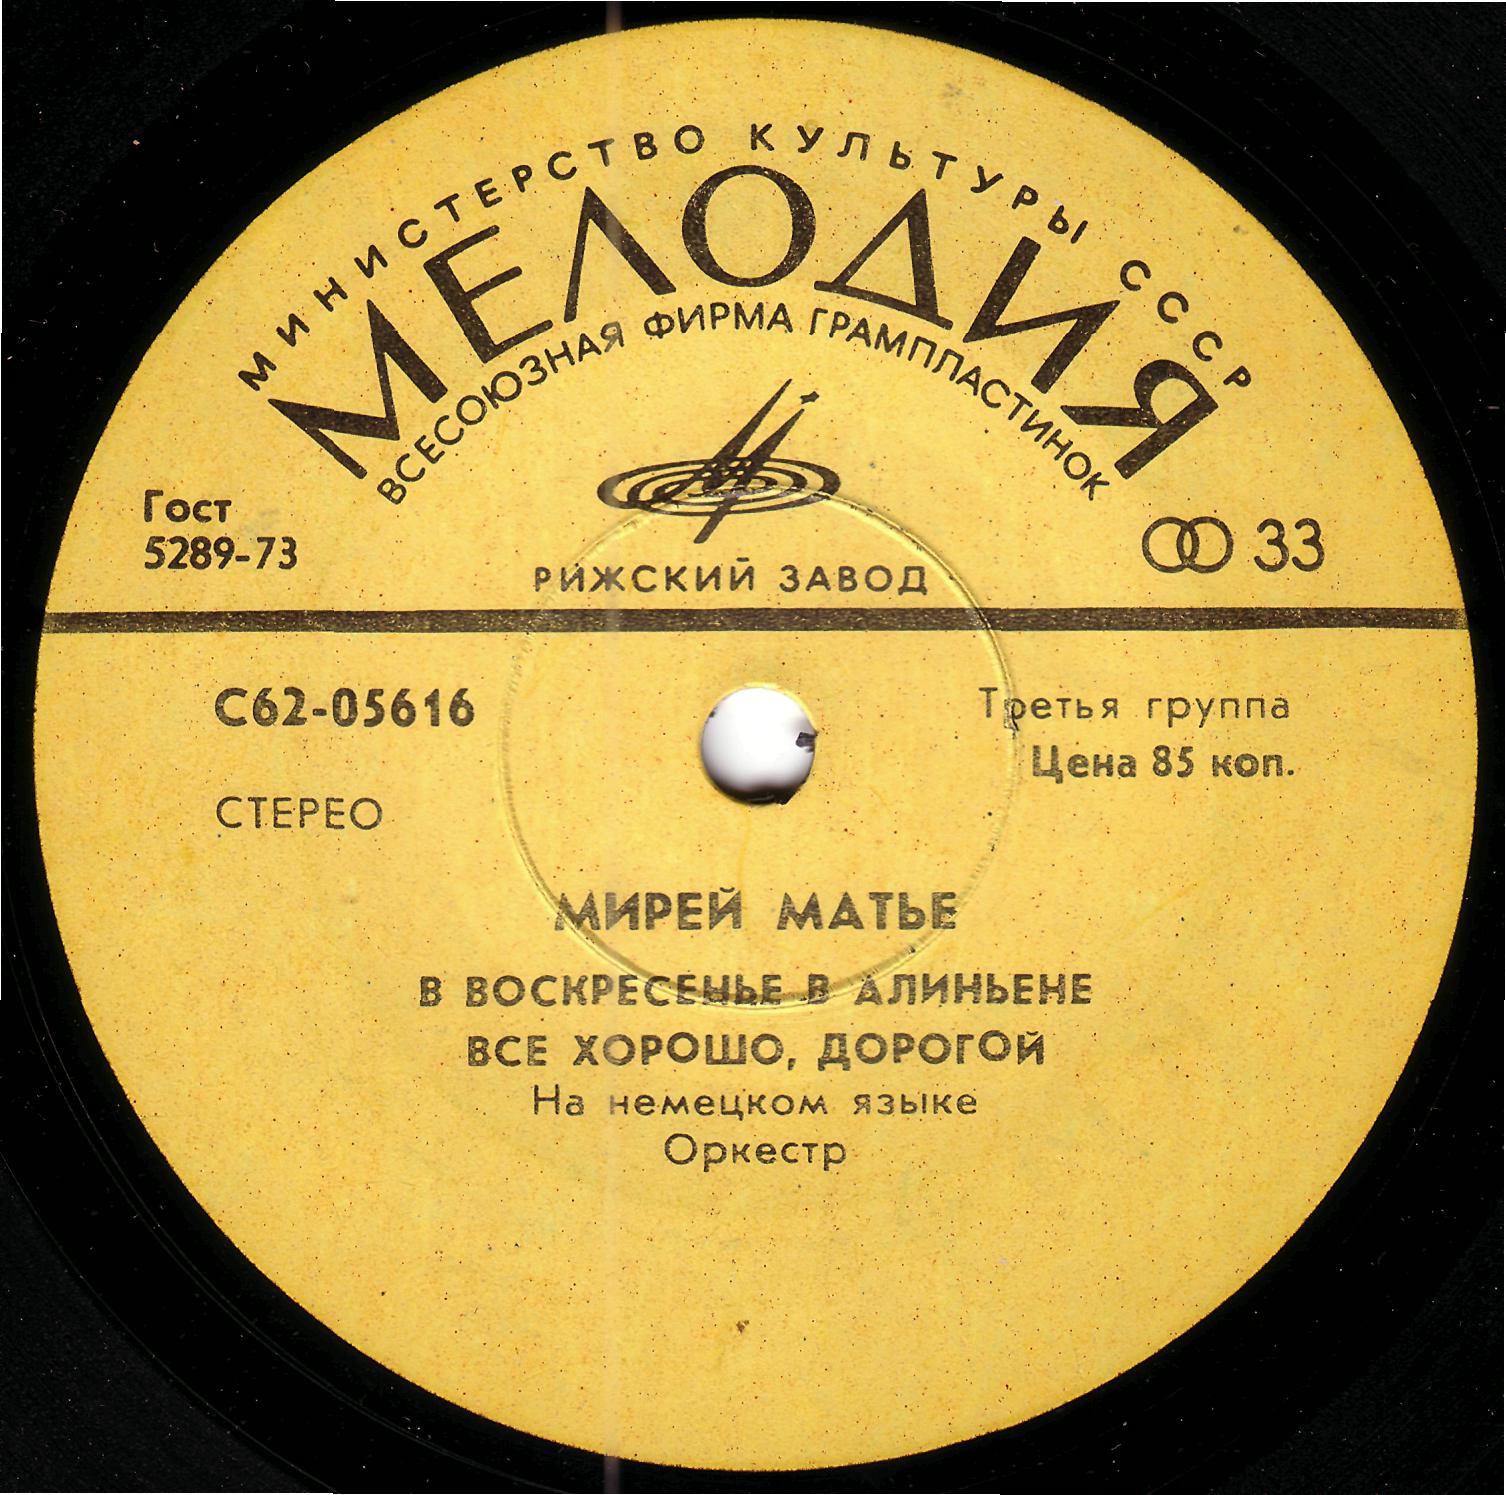 МИНИСТЕРСТВО КУЛЬТУРЫ СССР
МЕЛОДИЯ
ВСЕСОЮЗНАЯ ФИРМА ГРАМПЛАСТИНОК
Гост
5289-73
33
РИЖСКИЙ ЗАВОД
С62-05616
Третья группа
Цена 85 коп.
СТЕРЕО
МИРЕЙ МАТЬЕ
В ВОСКРЕСЕНЬЕ В АЛИНЬЕНЕ
ВСЕ ХОРОШО, ДОРОГОЙ
На немецком языке
Оркестр